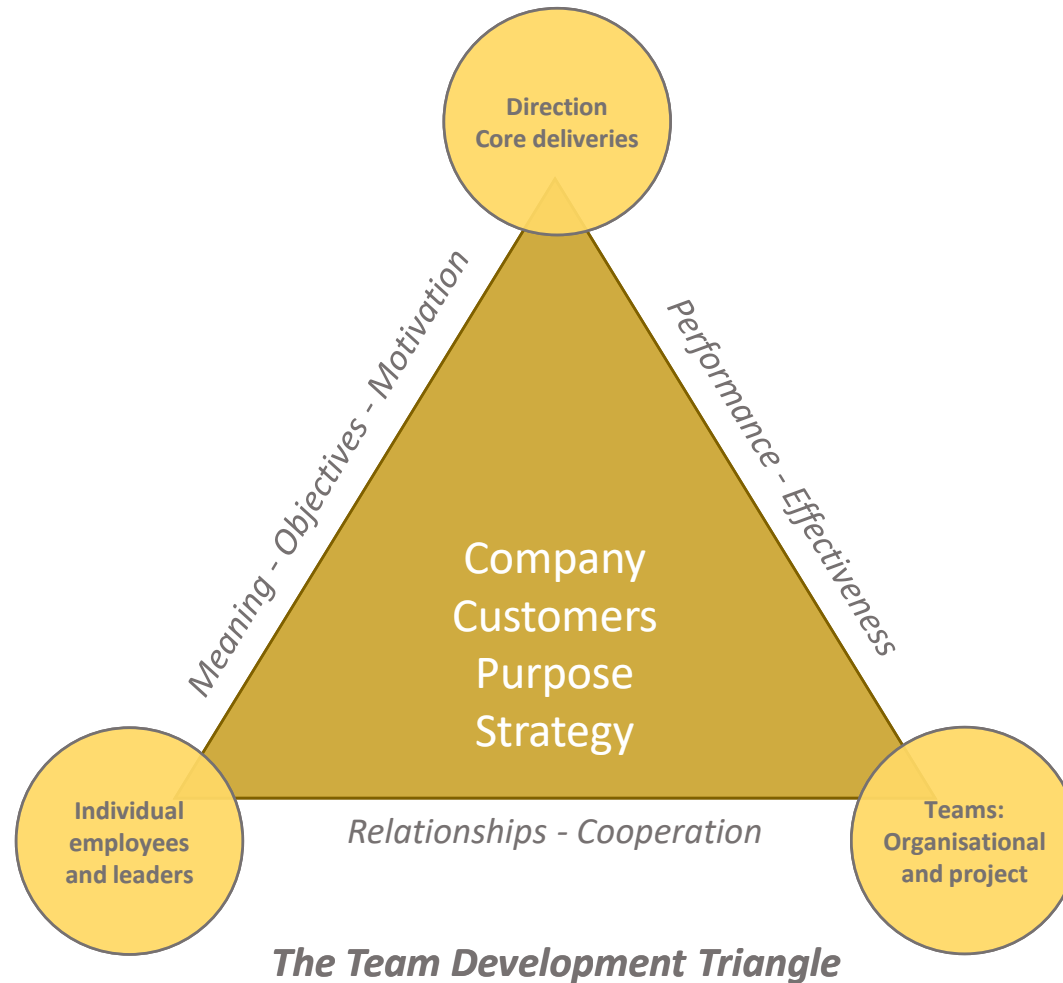 Direction
Core deliveries
Meaning - Objectives - Motivation
Performance - Effectiveness
Company
Customers
Purpose
Strategy
Individual
employees
and leaders
Relationships - Cooperation
Teams:
Organisational
and project
The Team Development Triangle